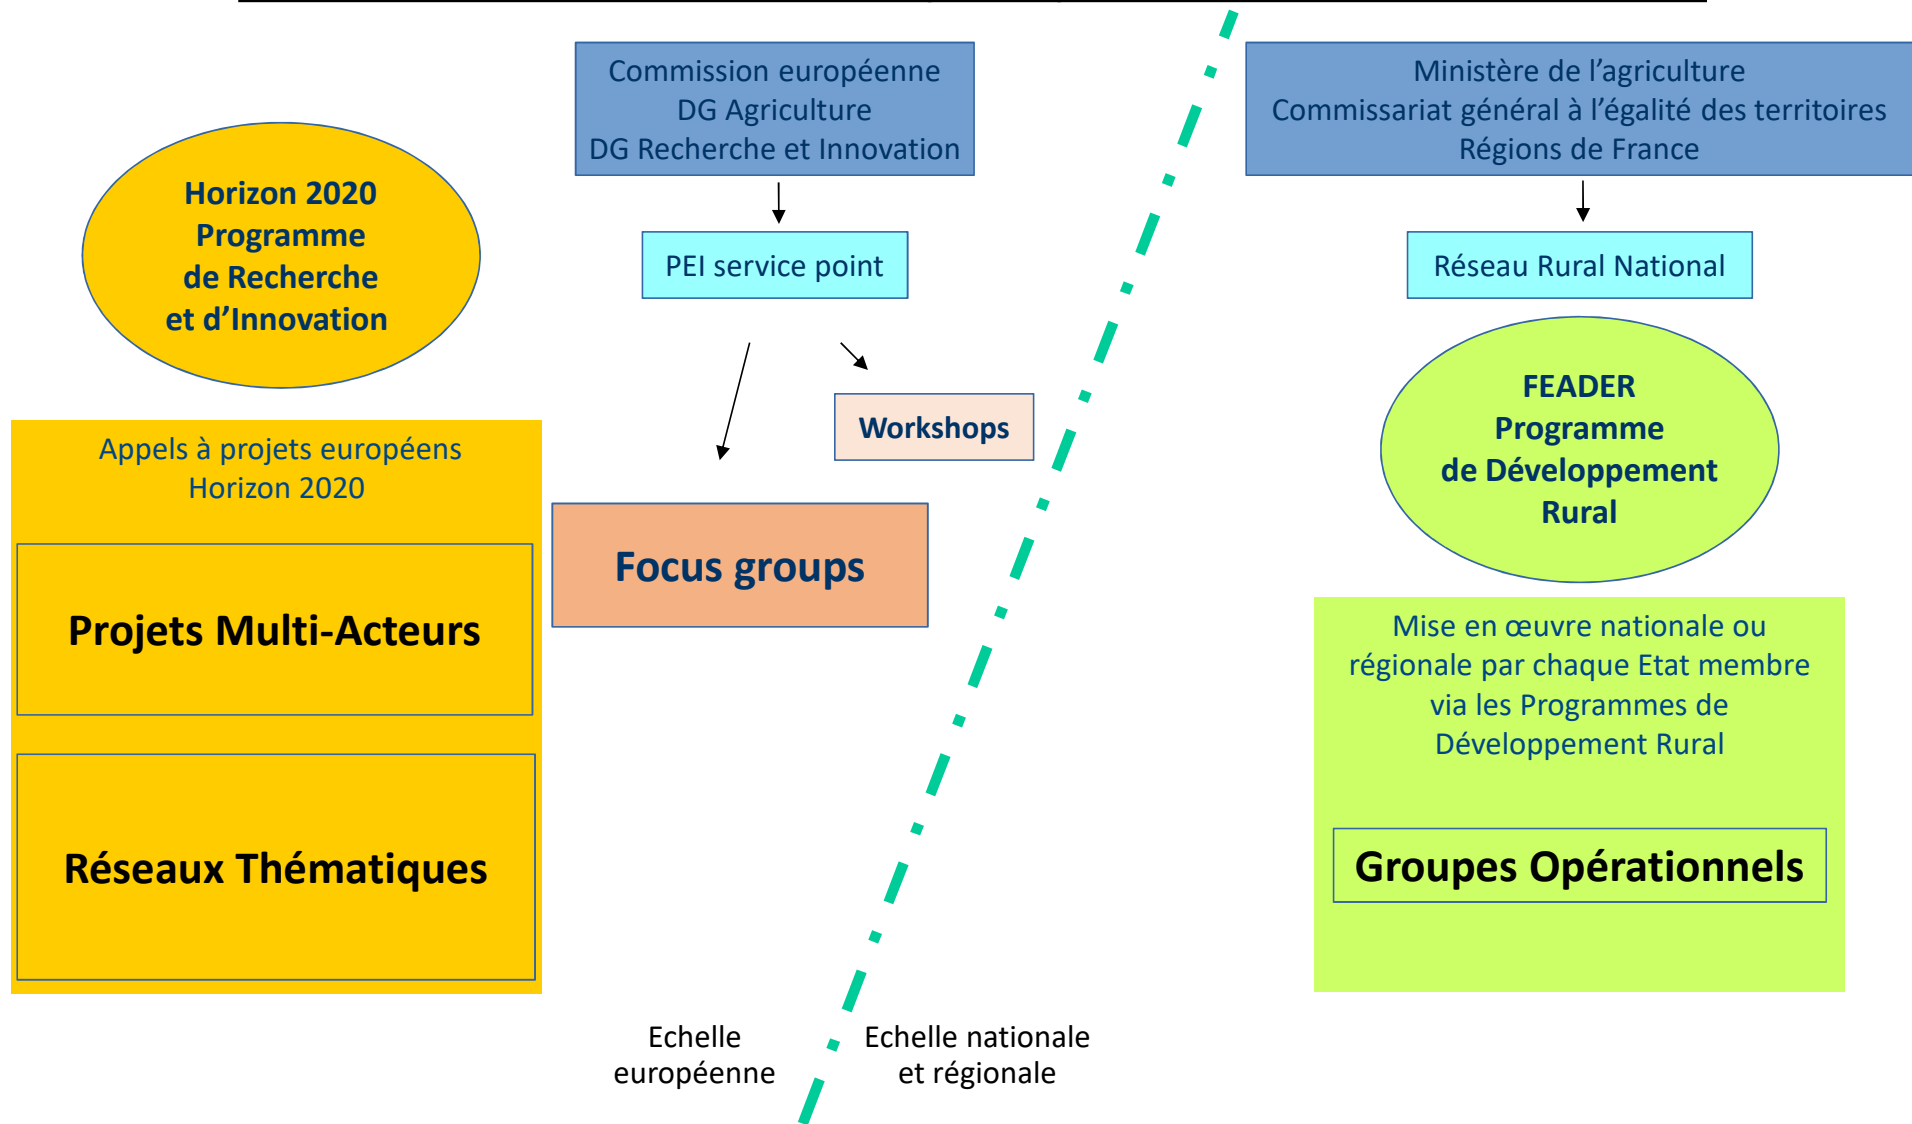 Commission européenne
DG Agriculture
DG Recherche et Innovation
Ministère de l’agriculture
Commissariat général à l’égalité des territoires
Régions de France
Horizon 2020
Programme
de Recherche
et d’Innovation
PEI service point
Réseau Rural National
Workshops
FEADER
Programme
de Développement
Rural
Appels à projets européens
Horizon 2020
Focus groups
Projets Multi-Acteurs
Réseaux Thématiques
Mise en œuvre nationale ou
régionale par chaque Etat membre
via les Programmes de
Développement Rural
Groupes Opérationnels
Echelle
européenne
Echelle nationale
et régionale